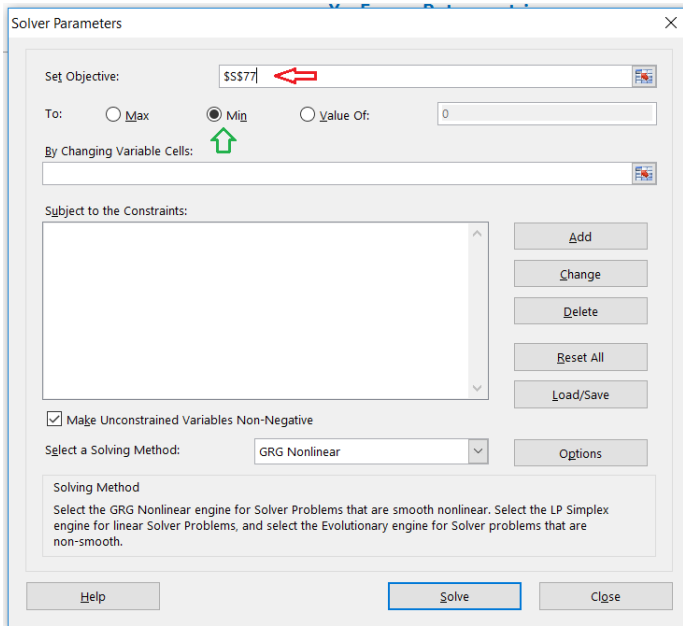 Solver Parameters
Set Objective:
$S$77
To:
Max
Min
Value Of:
0
By Changing Variable Cells:
Subject to the Constraints:
Add
Change
Delete
Reset All
Load/Save
Make Unconstrained Variables Non-Negative
Select a Solving Method:
GRG Nonlinear
Options
Solving Method
Select the GRG Nonlinear engine for Solver Problems that are smooth nonlinear. Select the LP Simplex
engine for linear Solver Problems, and select the Evolutionary engine for Solver problems that are
non-smooth.
Help
Solve
Close